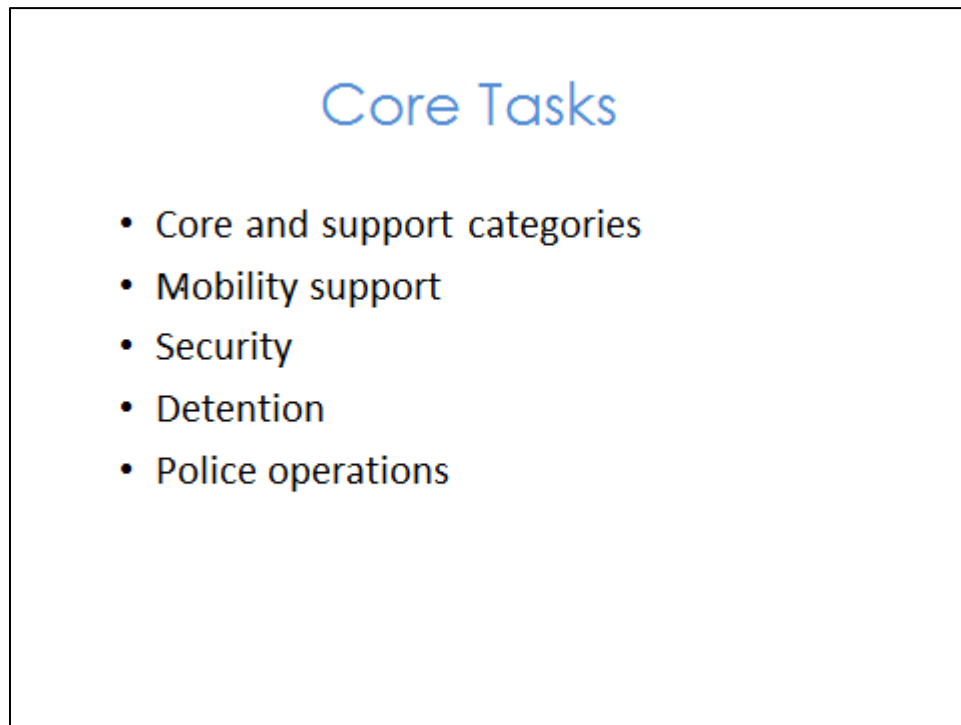 Core Tasks
• Core and support categories
• Mobility support
• Security
• Detention
• Police operations